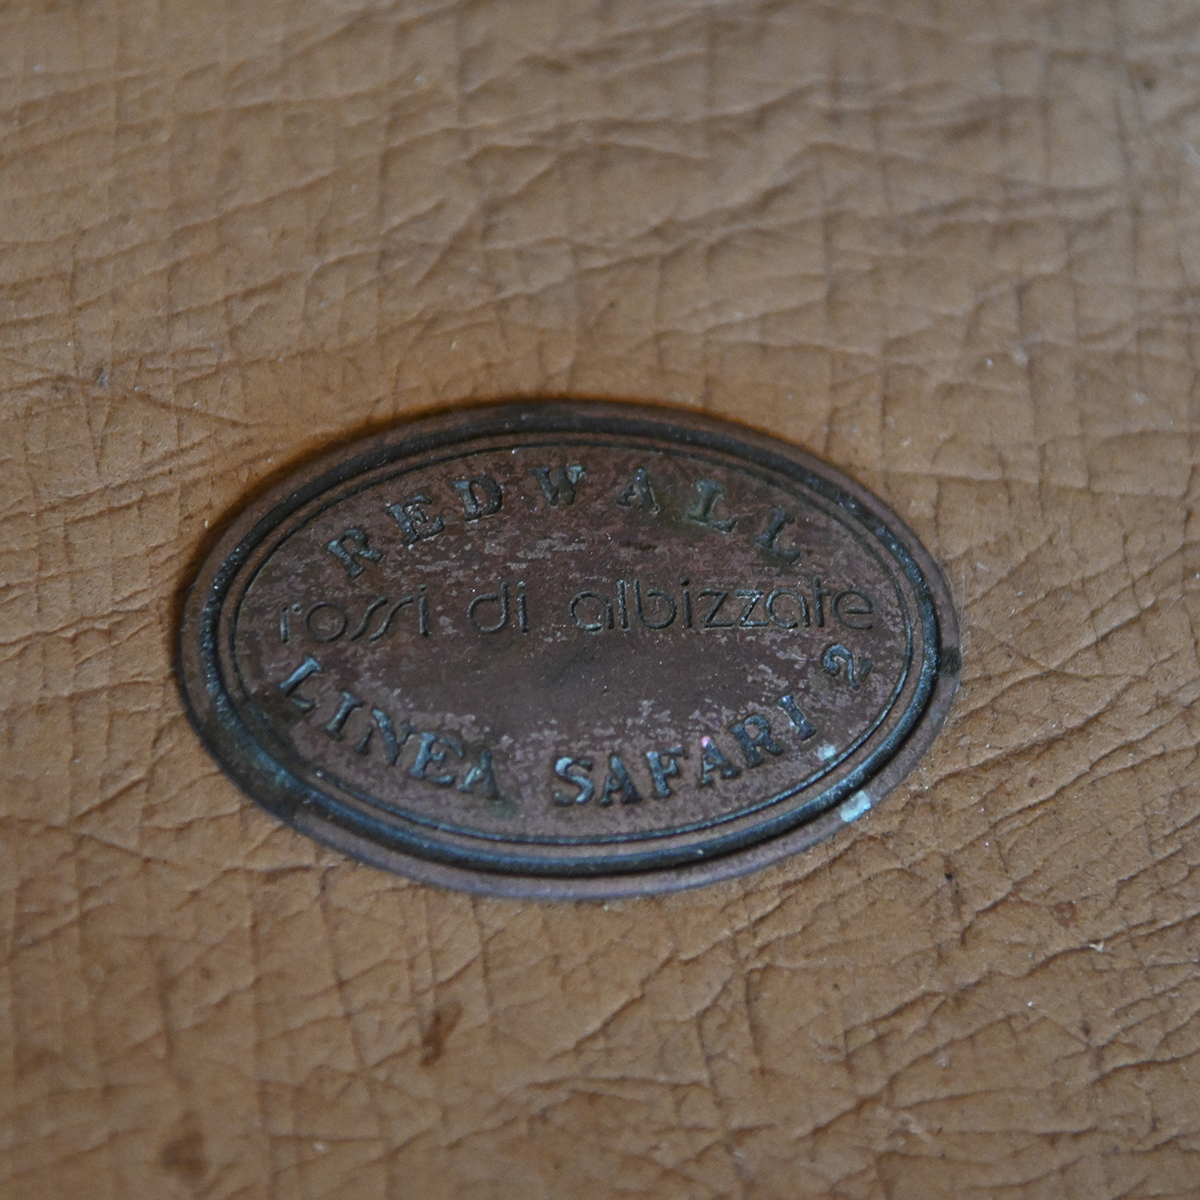 REDWALL
rossi di albizzate
LINEA SAFARI 2